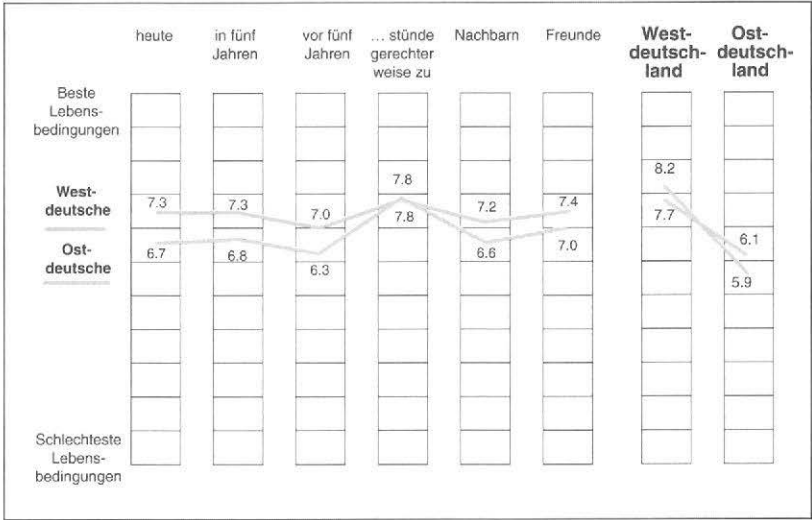 heute
in fünf
Jahren
vor fünf
Jahren
... stünde
gerechter
weise zu
Nachbarn
Freunde
West-
deutsch-
land
Ost-
deutsch-
land
Beste
Lebens-
bedingungen
West-
deutsche
Ost-
deutsche
Schlechteste
Lebens-
bedingungen
7.3 7.3 7.0 7.8 7.2 7.4 8.2 6.1
6.7 6.8 6.3 7.8 6.6 7.0 7.7 5.9